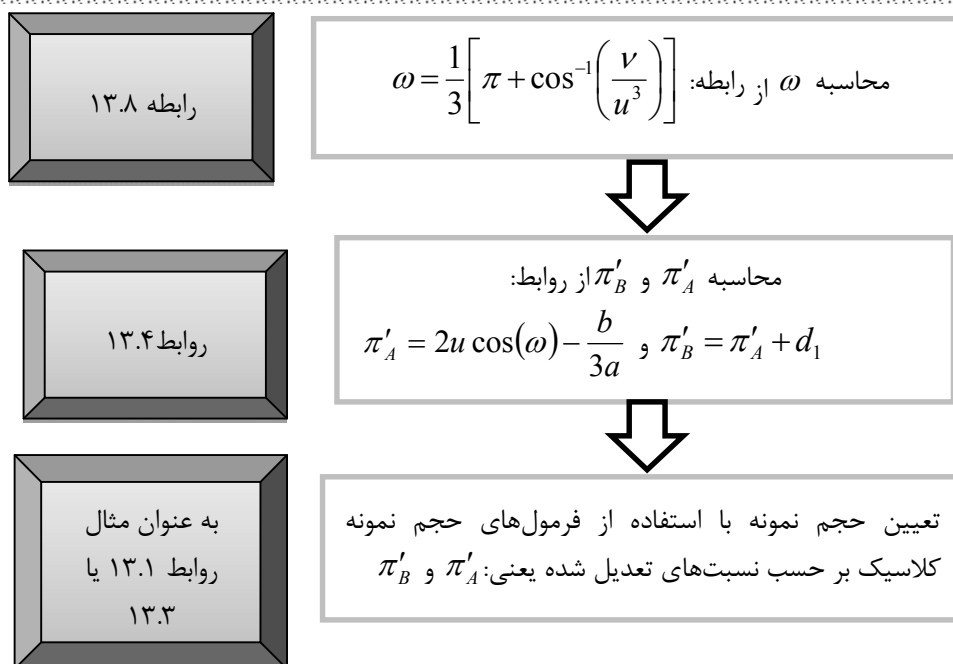 محاسبه ω از رابطه: ω = 1/3 [ π + cos⁻¹ ( ν / u³ ) ]
رابطه ۱۳.۸
محاسبه π′_A و π′_B از روابط:
π′_A = 2u cos(ω) − b/3a و π′_B = π′_A + d₁
روابط ۱۳.۴
تعیین حجم نمونه با استفاده از فرمول‌های حجم نمونه
کلاسیک بر حسب نسبت‌های تعدیل شده یعنی: π′_A و π′_B
به عنوان مثال
روابط ۱۳.۱ یا
۱۳.۳